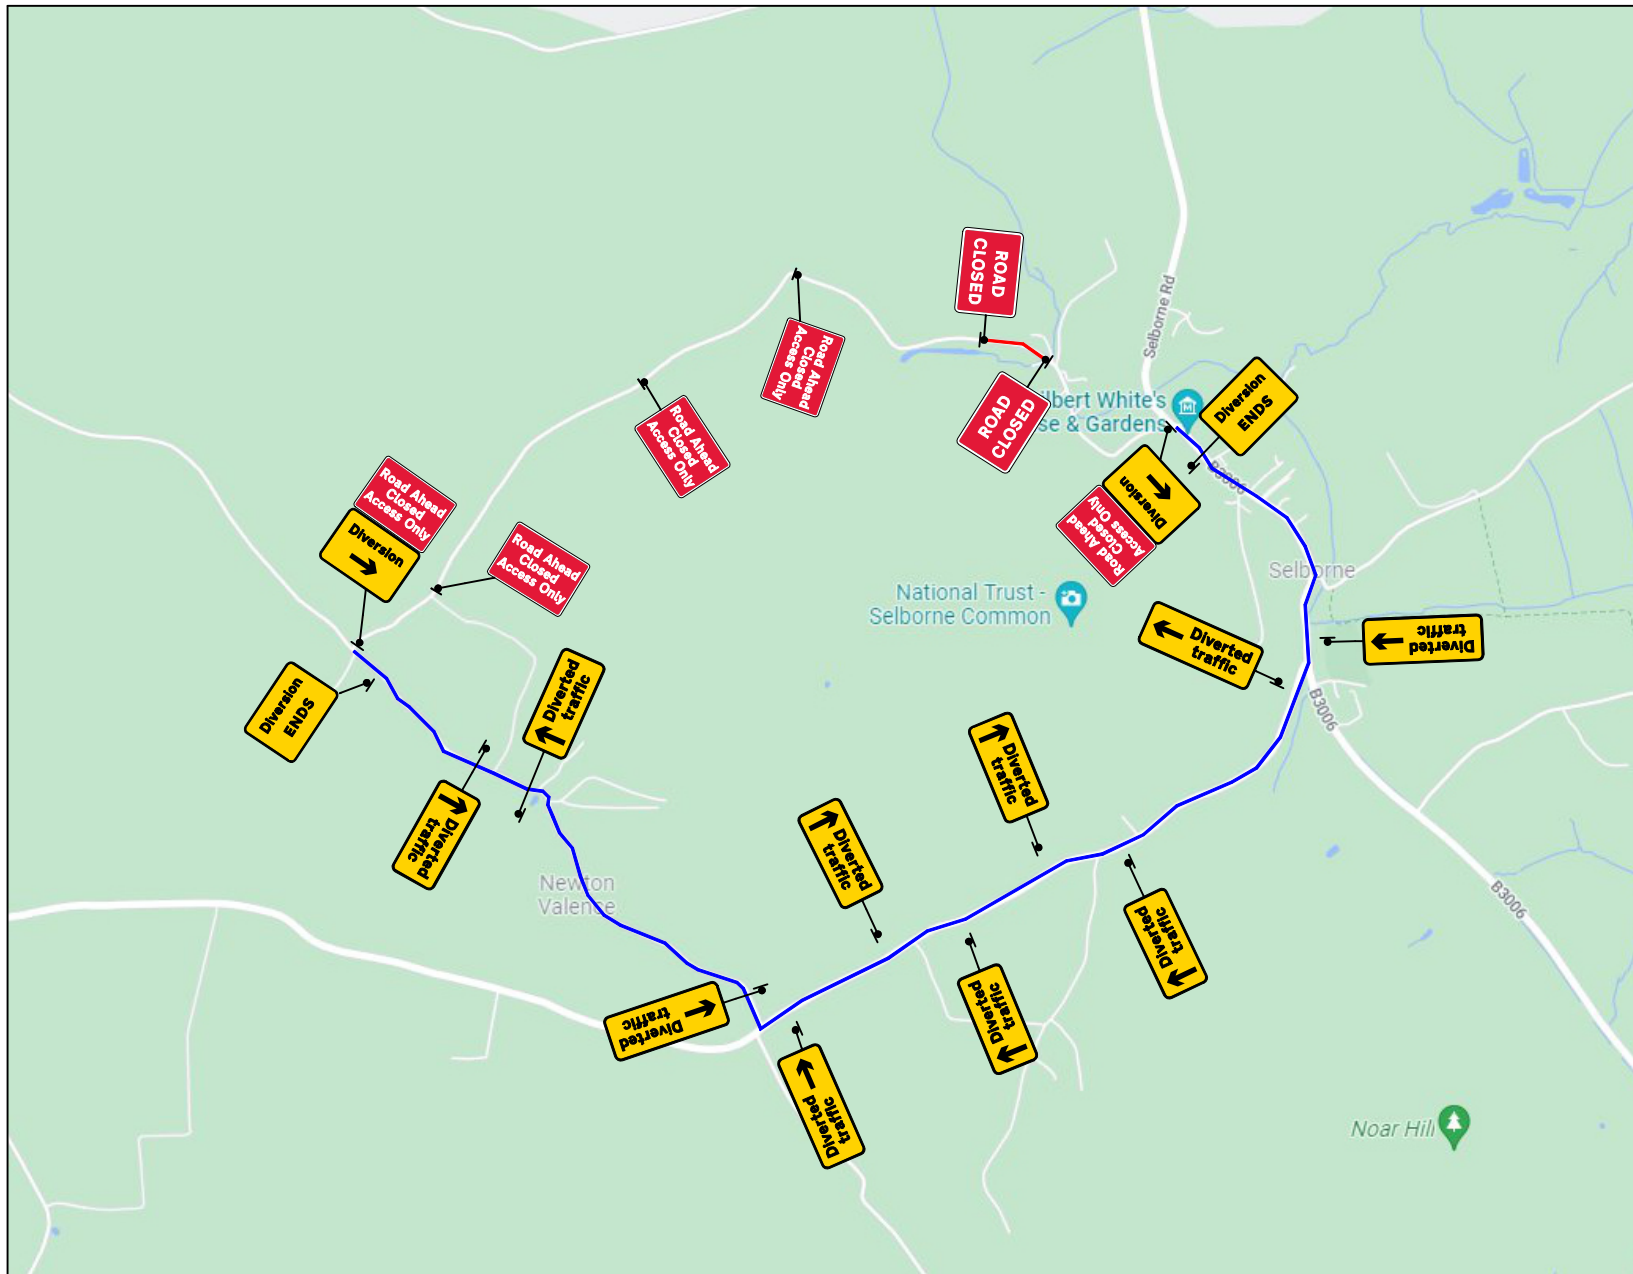 ROAD
CLOSED
Selborne Rd
Road Ahead
Closed
Access Only
ROAD
CLOSED
lbert White's
se & Gardens
Diversion
ENDS
B3006
Road Ahead
Closed
Access Only
Diversion
Road Ahead
Closed
Access Only
Road Ahead
Closed
Access Only
Diversion
Road Ahead
Closed
Access Only
Selborne
National Trust -
Selborne Common
Diverted
traffic
Diverted
traffic
Diversion
ENDS
Diverted
traffic
B3006
Diverted
traffic
Diverted
traffic
Diverted
traffic
Newton
Valence
B3006
Diverted
traffic
Diverted
traffic
Diverted
traffic
Diverted
traffic
Noar Hill